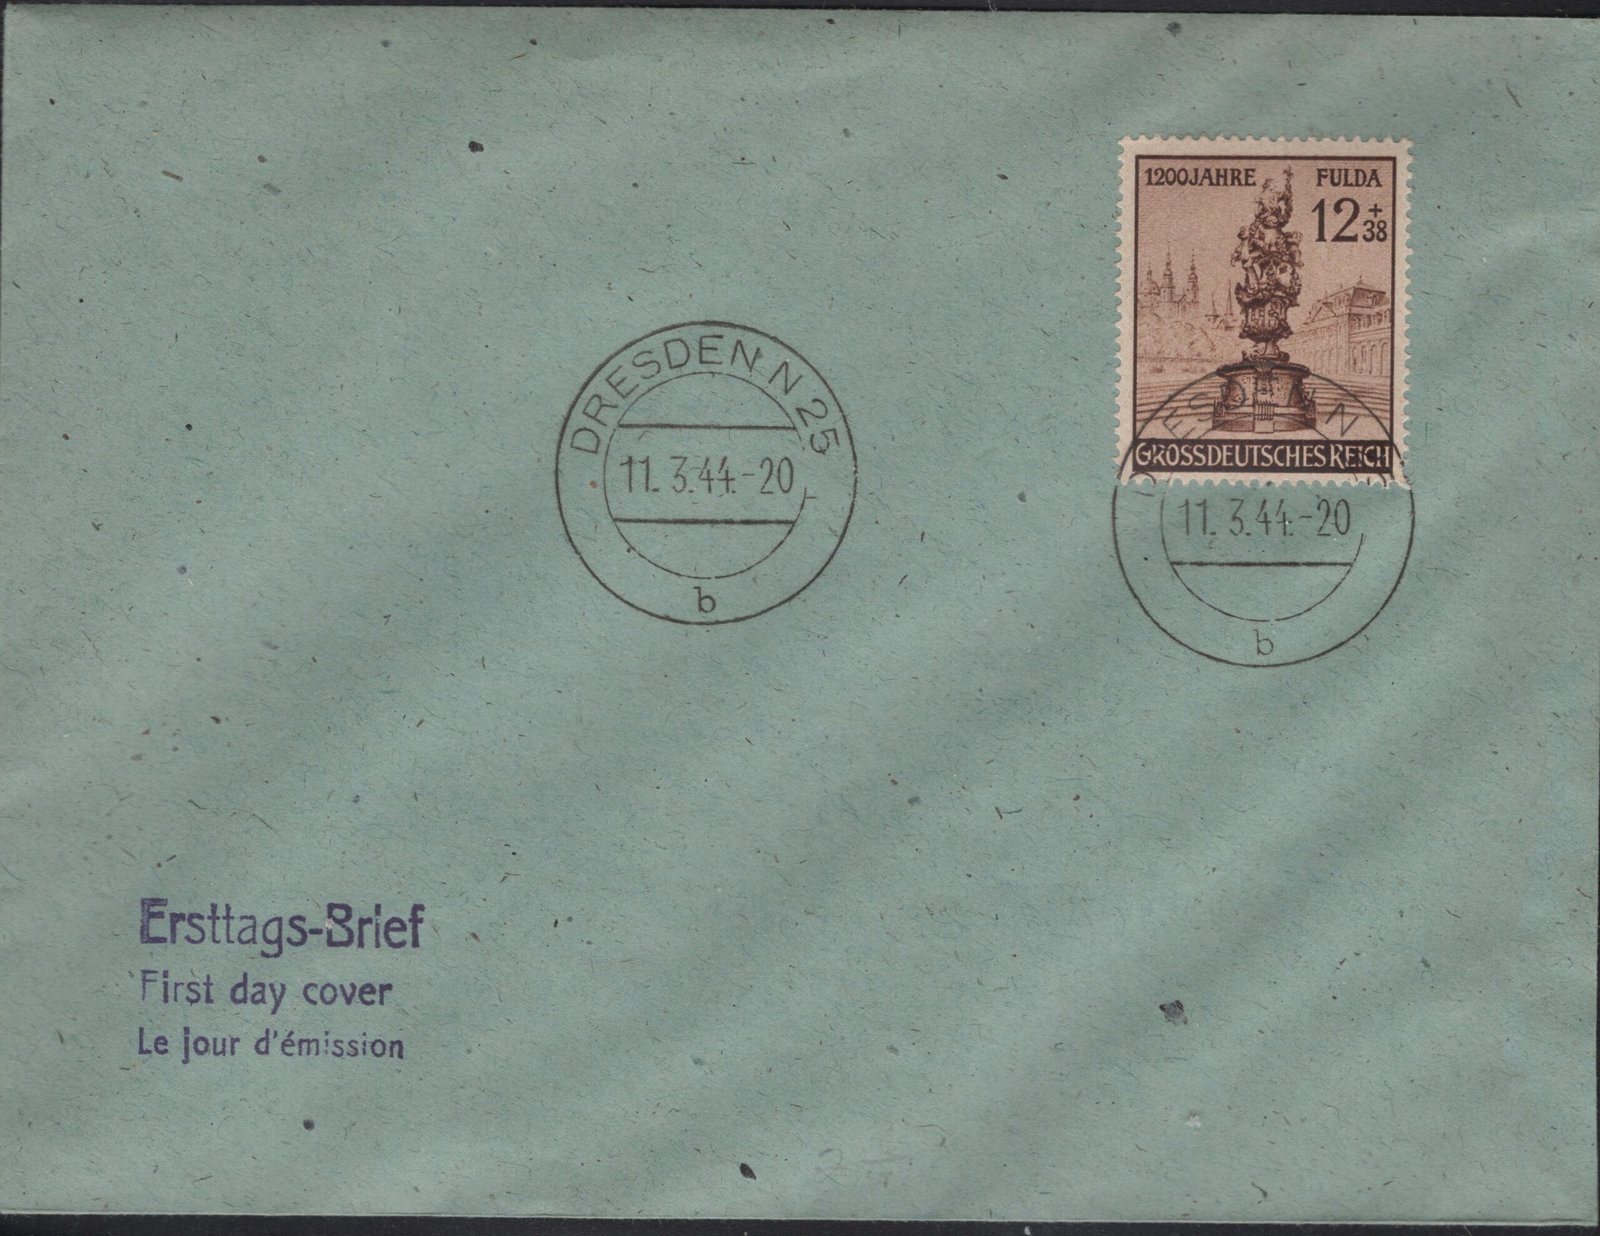 1200 JAHRE FULDA
12 + 38
GROSSDEUTSCHES REICH
DRESDEN N 25
11. 3.44.-20
b
11. 3.44.-20
b
Ersttags-Brief
First day cover
Le jour d'émission